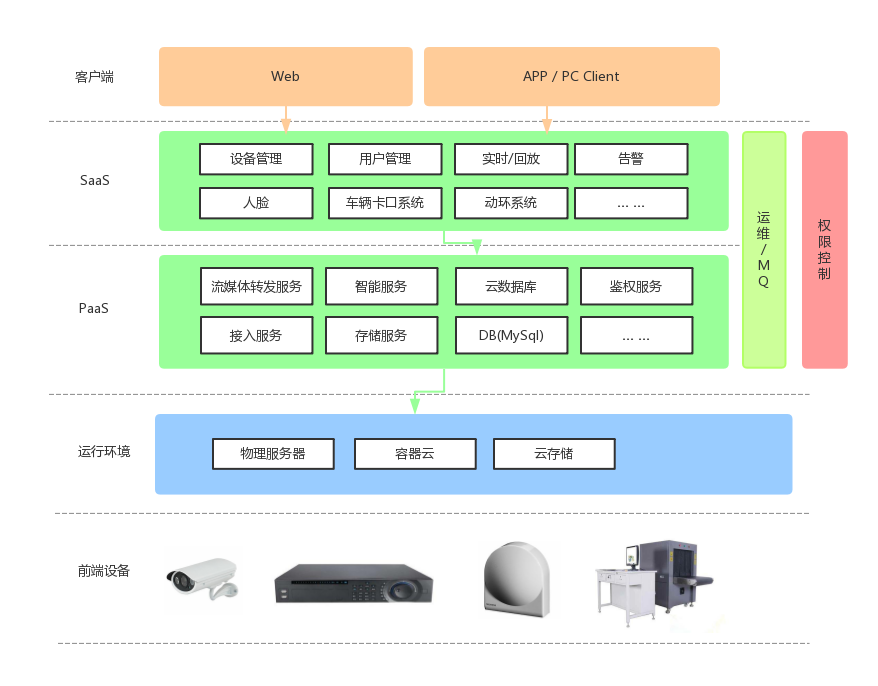 客户端
Web
APP / PC Client
SaaS
设备管理
用户管理
实时/回放
告警
人脸
车辆卡口系统
动环系统
... ...
运维/MQ
权限控制
PaaS
流媒体转发服务
智能服务
云数据库
鉴权服务
接入服务
存储服务
DB(MySql)
... ...
运行环境
物理服务器
容器云
云存储
前端设备